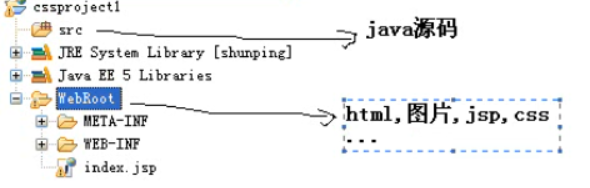 cssproject1
src
java源码
JRE System Library [shunping]
Java EE 5 Libraries
WebRoot
html,图片,jsp,css
...
META-INF
WEB-INF
index.jsp